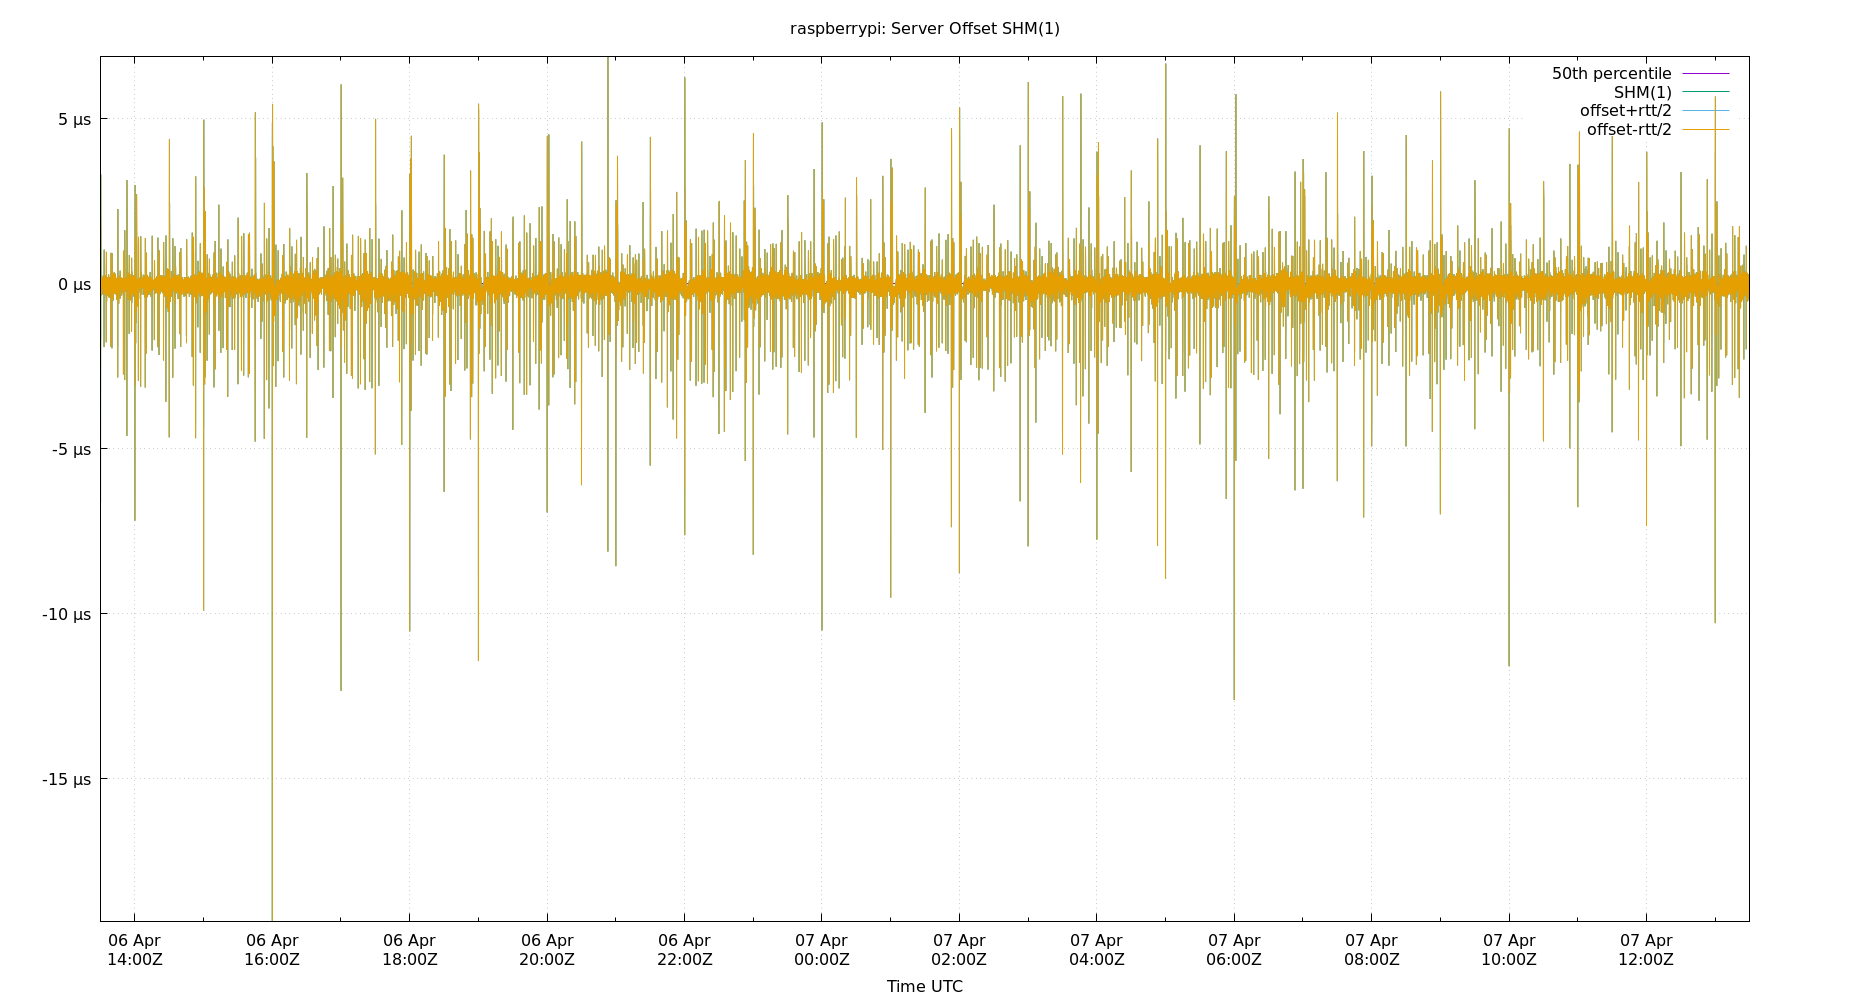 raspberrypi: Server Offset SHM(1)
50th percentile
SHM(1)
offset+rtt/2
offset-rtt/2
5 µs
0 µs
-5 µs
-10 µs
-15 µs
06 Apr 06 Apr 06 Apr 06 Apr 06 Apr 07 Apr 07 Apr 07 Apr 07 Apr 07 Apr 07 Apr 07 Apr
14:00Z 16:00Z 18:00Z 20:00Z 22:00Z 00:00Z 02:00Z 04:00Z 06:00Z 08:00Z 10:00Z 12:00Z
Time UTC